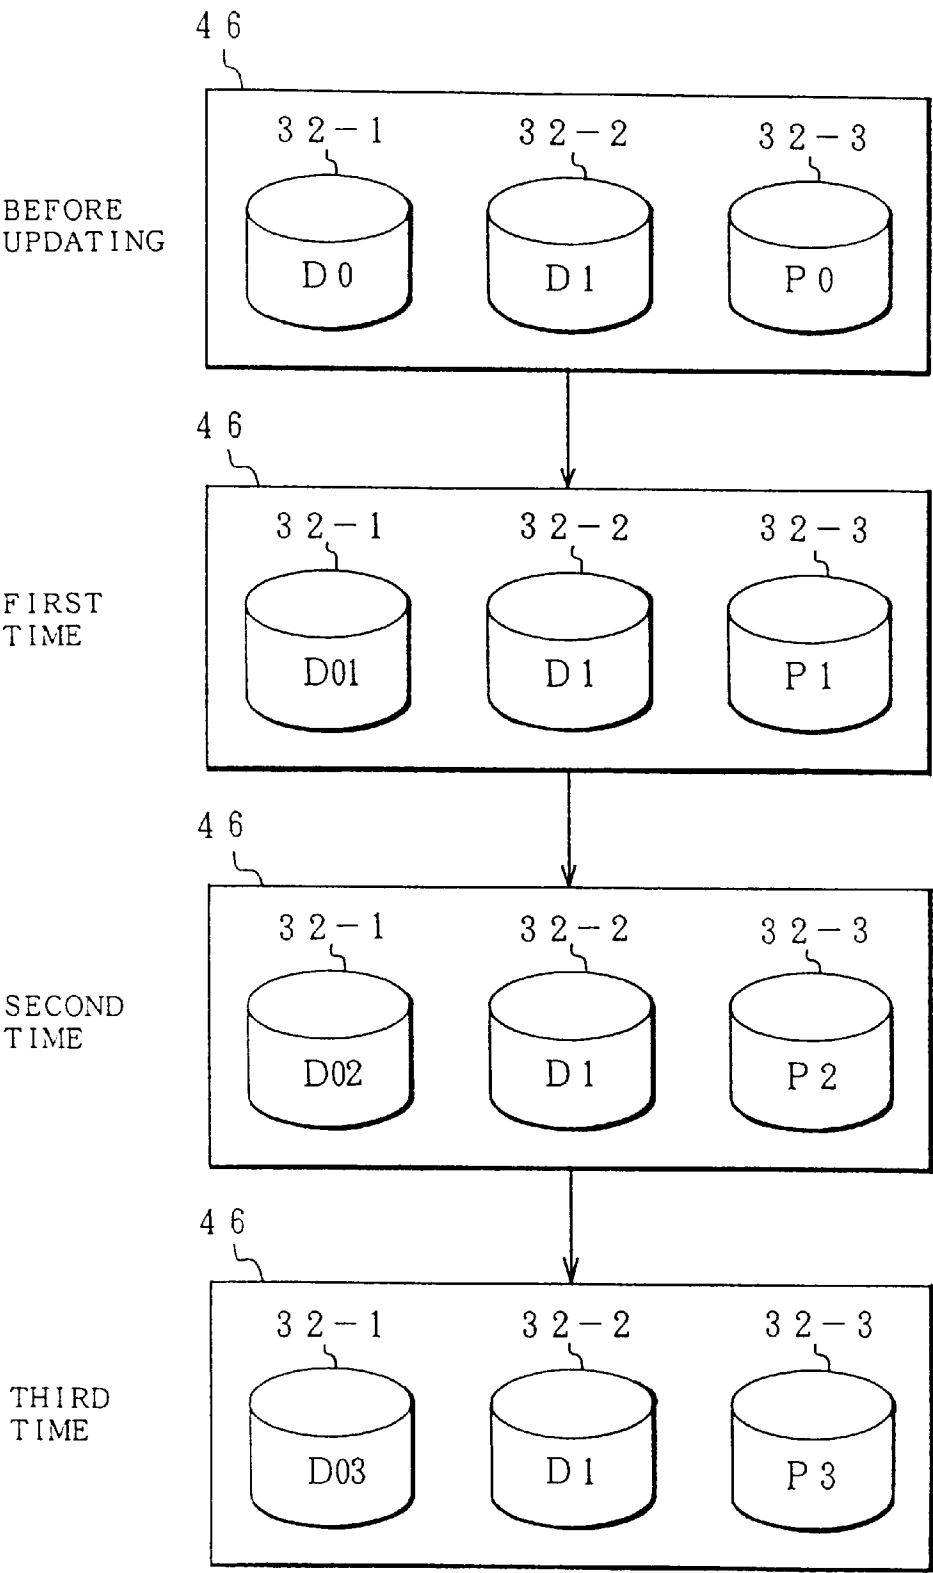 46
32-1 32-2 32-3
BEFORE
UPDATING
D0 D1 P0
46
32-1 32-2 32-3
FIRST
TIME
D01 D1 P1
46
32-1 32-2 32-3
SECOND
TIME
D02 D1 P2
46
32-1 32-2 32-3
THIRD
TIME
D03 D1 P3